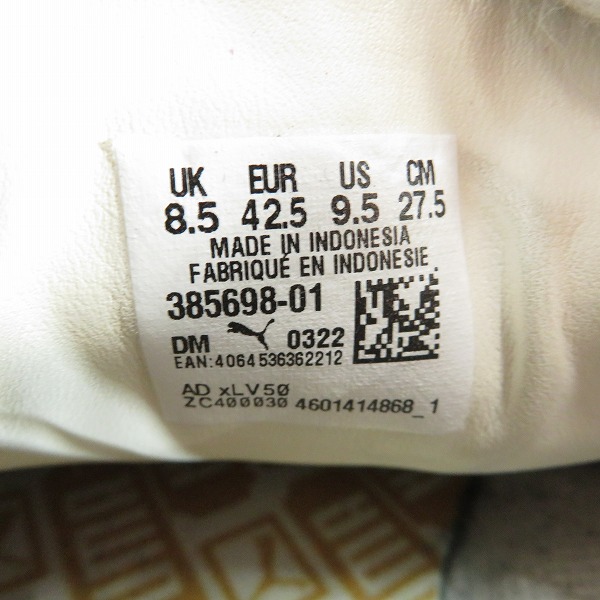 UK EUR US CM
8.5 42.5 9.5 27.5
MADE IN INDONESIA
FABRIQUÉ EN INDONESIE
385698-01
DM 0322
EAN:4064536362212
AD xLV50
ZC400030 4601414868_1